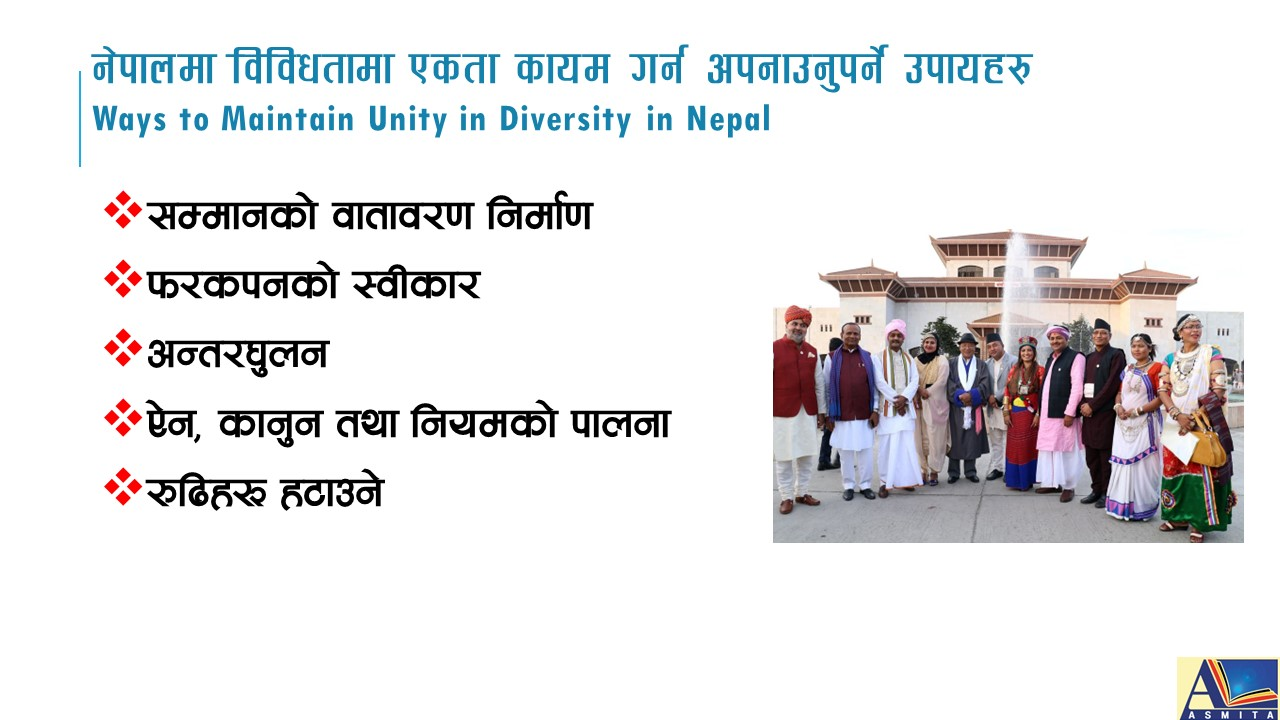 नेपालमा विविधतामा एकता कायम गर्न अपनाउनुपर्ने उपायहरु
Ways to Maintain Unity in Diversity in Nepal
❖सम्मानको वातावरण निर्माण
❖फरकपनको स्वीकार
❖अन्तरघुलन
❖ऐन, कानुन तथा नियमको पालना
❖रुढिहरू हटाउने
ASMITA